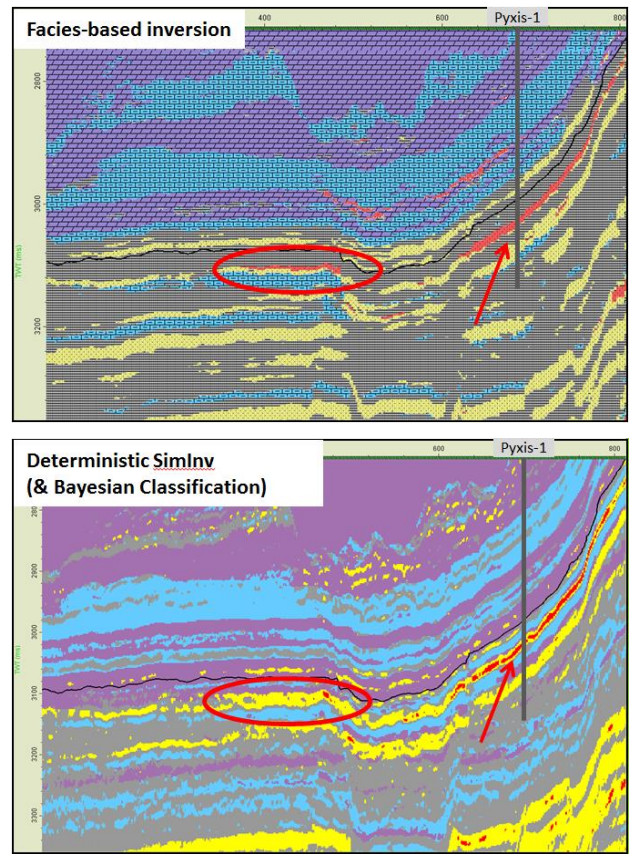 400 600 800
Pyxis-1
Facies-based inversion
2800
3000
TWT (ms)
3200
600 800
Pyxis-1
Deterministic SimInv
(& Bayesian Classification)
2900
3000
TWT (ms)
3100
3200
3300